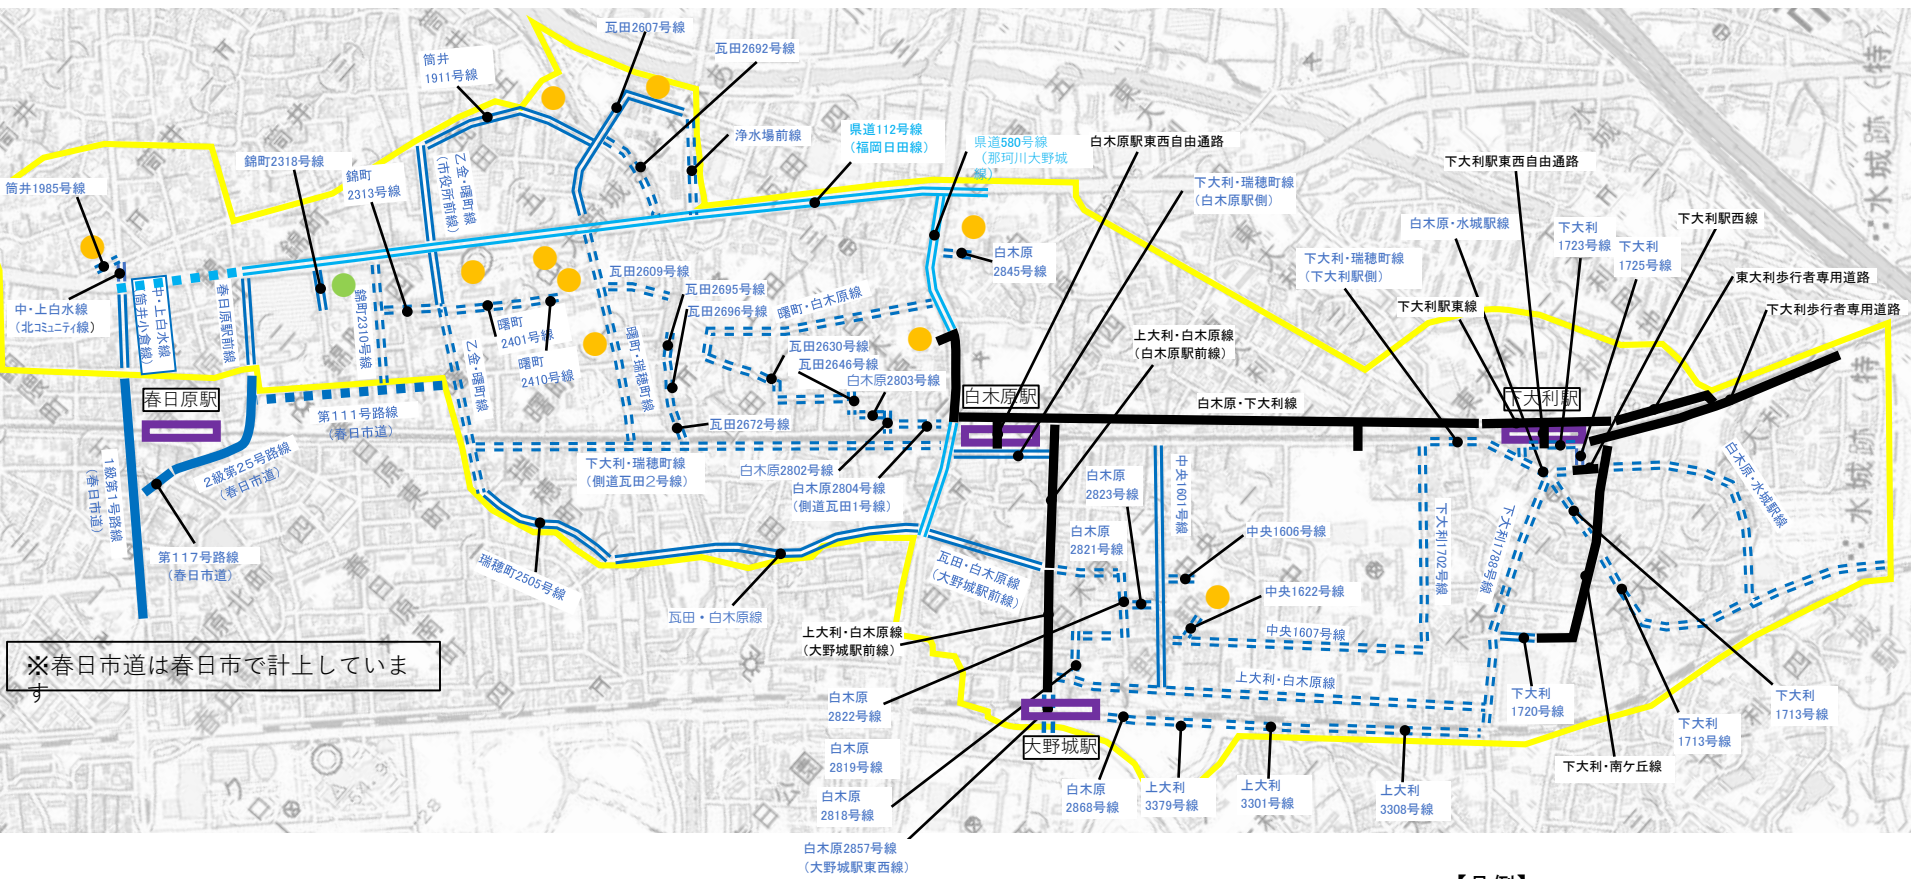 瓦田2607号線
瓦田2692号線
筒井
1911号線
浄水場前線
県道112号線
（福岡日田線）
県道580号線
（那珂川大野城
線）
白木原駅東西自由通路
下大利駅東西自由通路
錦町2318号線
錦町
2313号線
乙金・曙町線
（市役所前線）
筒井1985号線
下大利・瑞穂町線
（白木原駅側）
白木原・水城駅線
下大利
1723号線
下大利
1725号線
下大利駅西線
東大利歩行者専用道路
下大利歩行者専用道路
下大利・瑞穂町線
（下大利駅側）
下大利駅東線
白木原
2845号線
中・上白水線
（北コミュニティ線）
中・上白水線
（筒井小倉線）
春日原駅前線
錦町2310号線
曙町
2401号線
曙町
2410号線
乙金・曙町線
瓦田2609号線
瓦田2695号線
瓦田2696号線
曙町・白木原線
曙町・瑞穂町線
瓦田2630号線
瓦田2646号線
白木原2803号線
上大利・白木原線
（白木原駅前線）
春日原駅
白木原駅
下大利駅
白木原・下大利線
第111号路線
（春日市道）
瓦田2672号線
下大利・瑞穂町線
（側道瓦田２号線）
白木原2802号線
白木原2804号線
（側道瓦田1号線）
２級第２５号路線
（春日市道）
１級第１号路線
（春日市道）
第117号路線
（春日市道）
瑞穂町2505号線
瓦田・白木原線
瓦田・白木原線
（大野城駅前線）
白木原
2823号線
白木原
2821号線
中央1601号線
中央1606号線
中央1622号線
中央1607号線
下大利1702号線
下大利1788号線
白木原・水城駅線
上大利・白木原線
（大野城駅前線）
上大利・白木原線
※春日市道は春日市で計上していま
す
白木原
2822号線
白木原
2819号線
白木原
2818号線
白木原2857号線
（大野城駅東西線）
大野城駅
白木原
2868号線
上大利
3379号線
上大利
3301号線
上大利
3308号線
下大利
1720号線
下大利・南ケ丘線
下大利
1713号線
下大利
1713号線
【凡例】